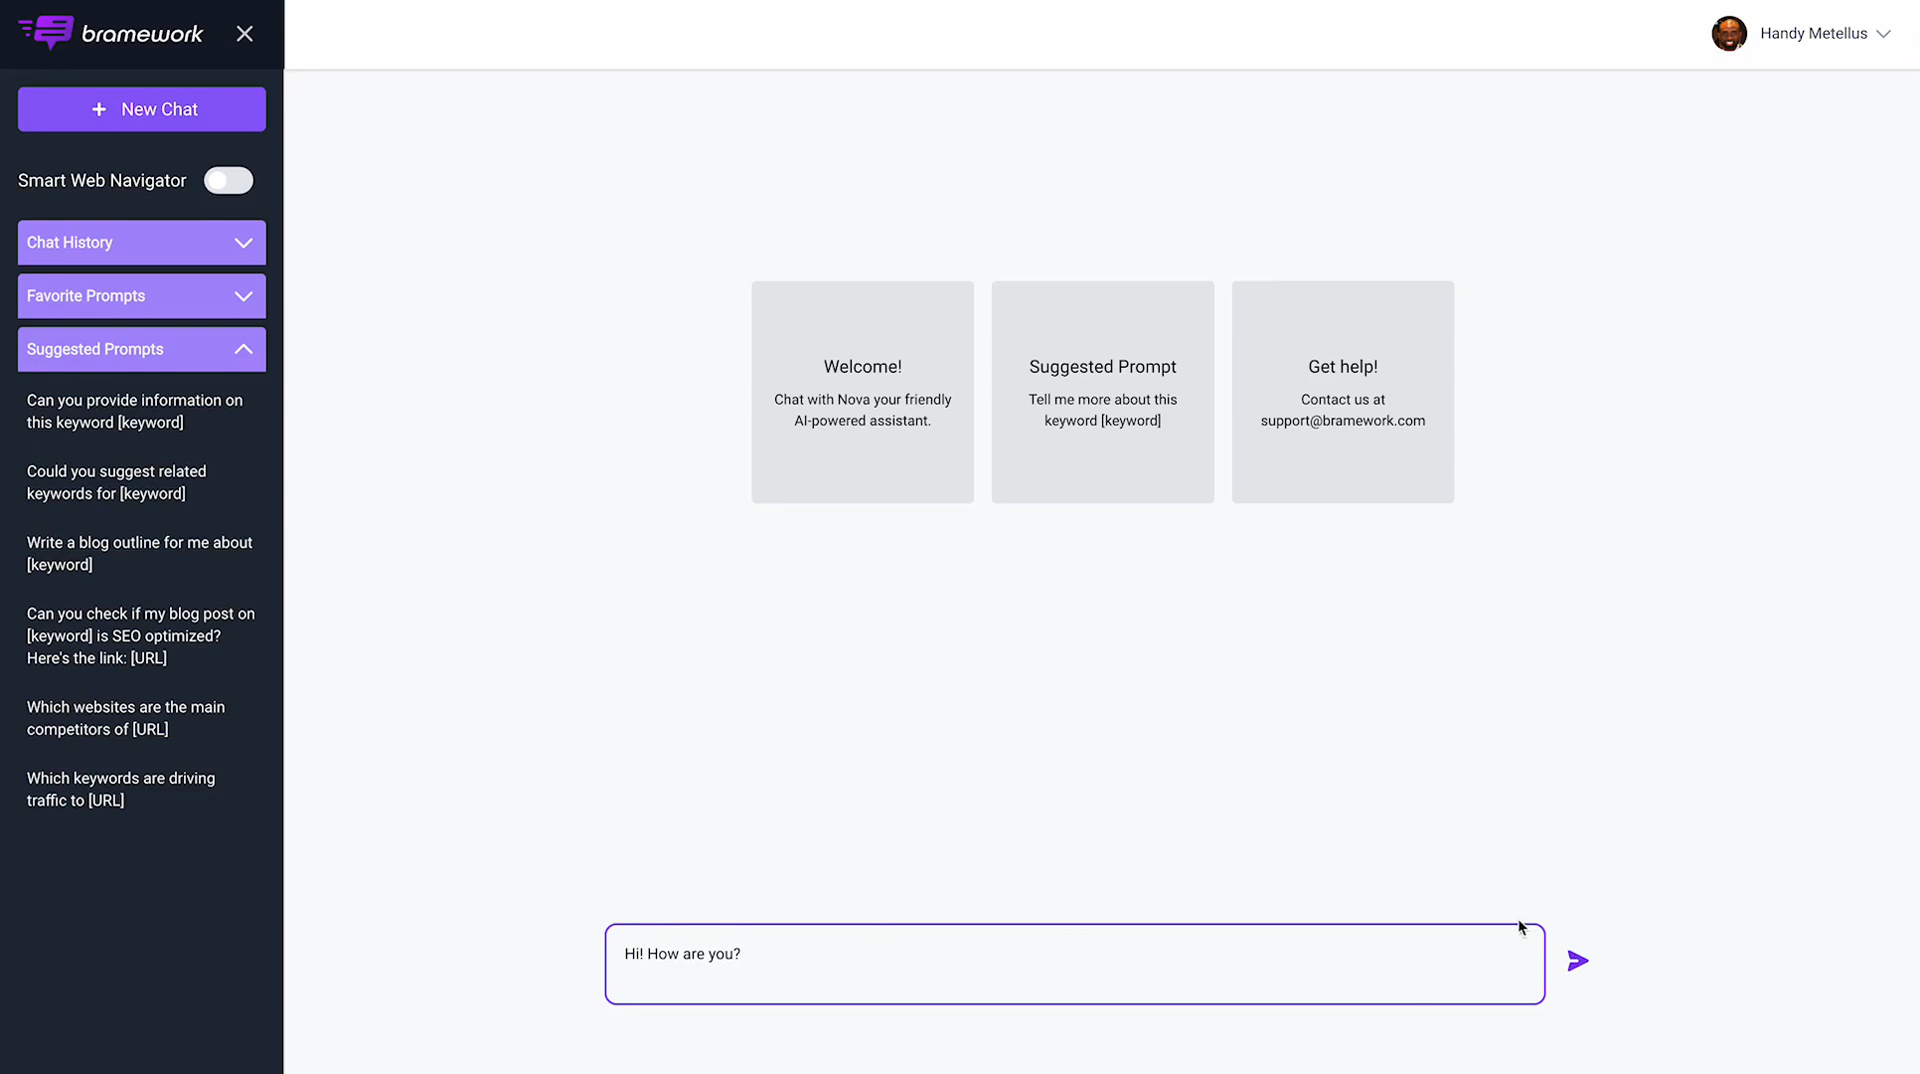 bramework
Handy Metellus
+ New Chat
Smart Web Navigator
Chat History
Favorite Prompts
Suggested Prompts
Can you provide information on
this keyword [keyword]
Could you suggest related
keywords for [keyword]
Write a blog outline for me about
[keyword]
Can you check if my blog post on
[keyword] is SEO optimized?
Here's the link: [URL]
Which websites are the main
competitors of [URL]
Which keywords are driving
traffic to [URL]
Welcome!
Chat with Nova your friendly
AI-powered assistant.
Suggested Prompt
Tell me more about this
keyword [keyword]
Get help!
Contact us at
support@bramework.com
Hi! How are you?